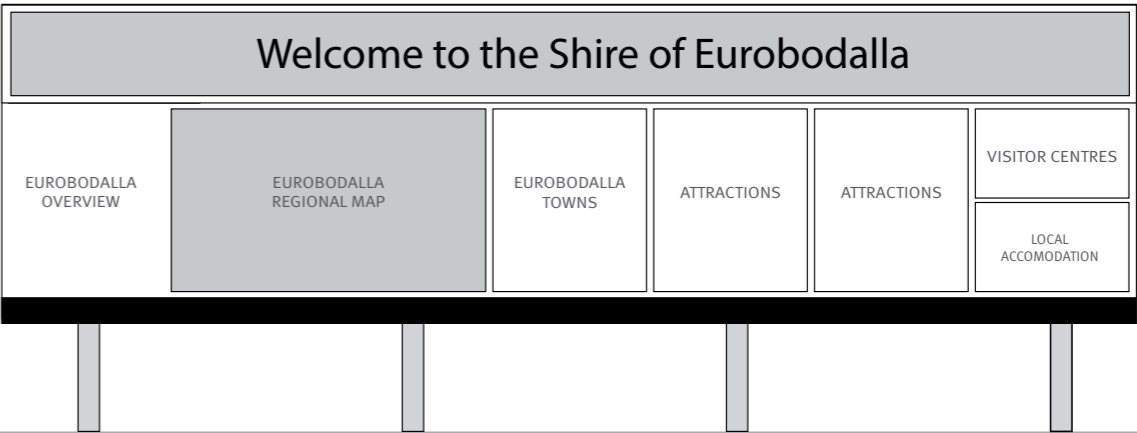 Welcome to the Shire of Eurobodalla
EUROBODALLA
OVERVIEW
EUROBODALLA
REGIONAL MAP
EUROBODALLA
TOWNS
ATTRACTIONS
ATTRACTIONS
VISITOR CENTRES
LOCAL
ACCOMODATION